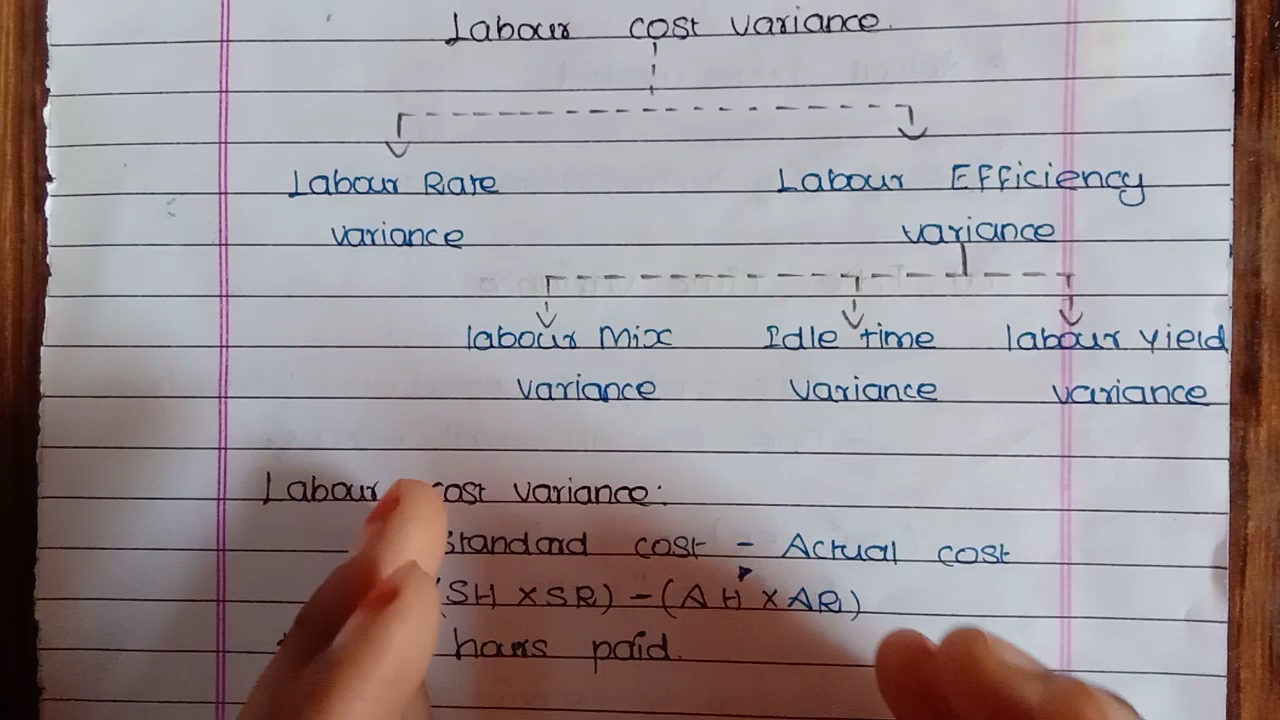 Labour cost variance.
Labour Rate Labour Efficiency
variance variance
labour Mix Idle time labour yield
variance variance variance
Labour cost variance:
Standard cost - Actual cost
(SH x SR) - (AH x AR)
hours paid.